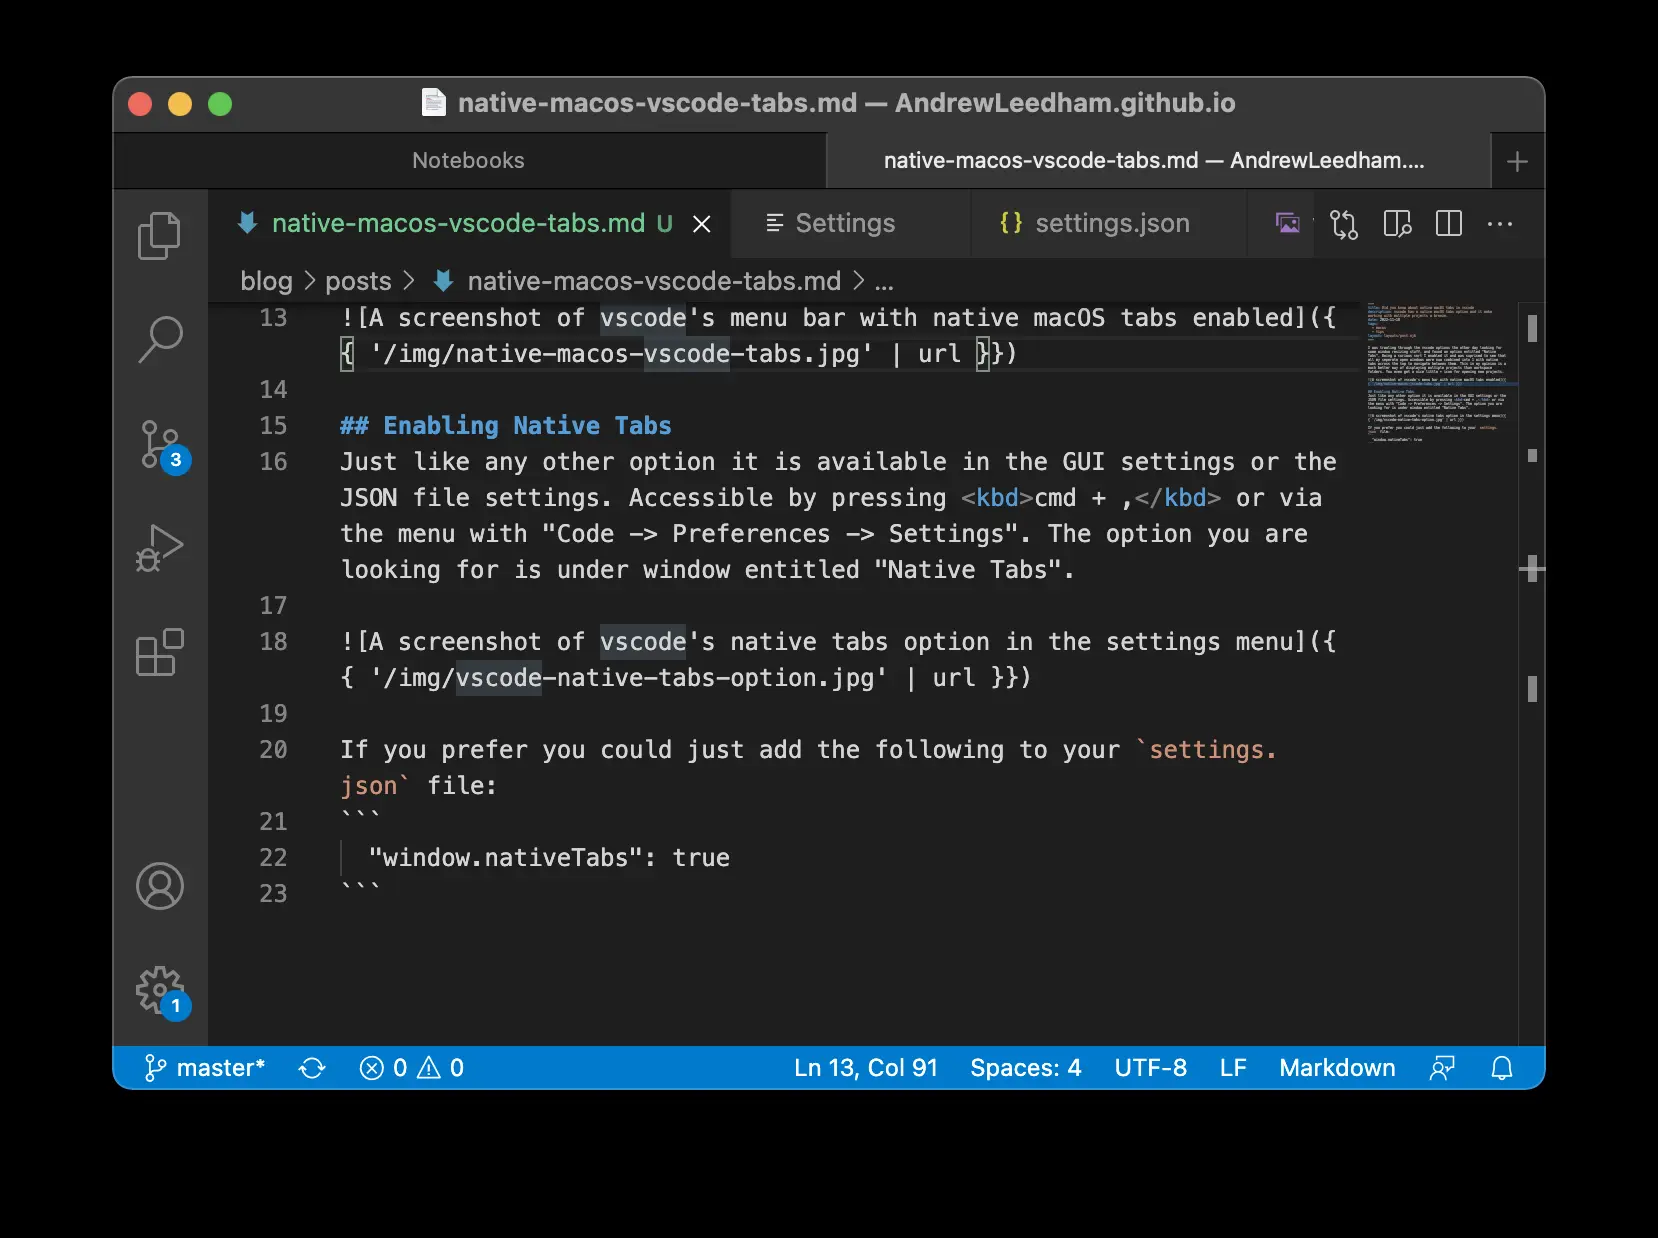 native-macos-vscode-tabs.md — AndrewLeedham.github.io
Notebooks
native-macos-vscode-tabs.md — AndrewLeedham....
native-macos-vscode-tabs.md U
Settings
{} settings.json
blog > posts > native-macos-vscode-tabs.md > ...
13 ![A screenshot of vscode's menu bar with native macOS tabs enabled]({
{ '/img/native-macos-vscode-tabs.jpg' | url }})
14
15 ## Enabling Native Tabs
16 Just like any other option it is available in the GUI settings or the
JSON file settings. Accessible by pressing <kbd>cmd + ,</kbd> or via
the menu with "Code -> Preferences -> Settings". The option you are
looking for is under window entitled "Native Tabs".
17
18 ![A screenshot of vscode's native tabs option in the settings menu]({
{ '/img/vscode-native-tabs-option.jpg' | url }})
19
20 If you prefer you could just add the following to your `settings.
json` file:
21 ```
22 "window.nativeTabs": true
23 ```
3
1
master* 0 0 Ln 13, Col 91 Spaces: 4 UTF-8 LF Markdown